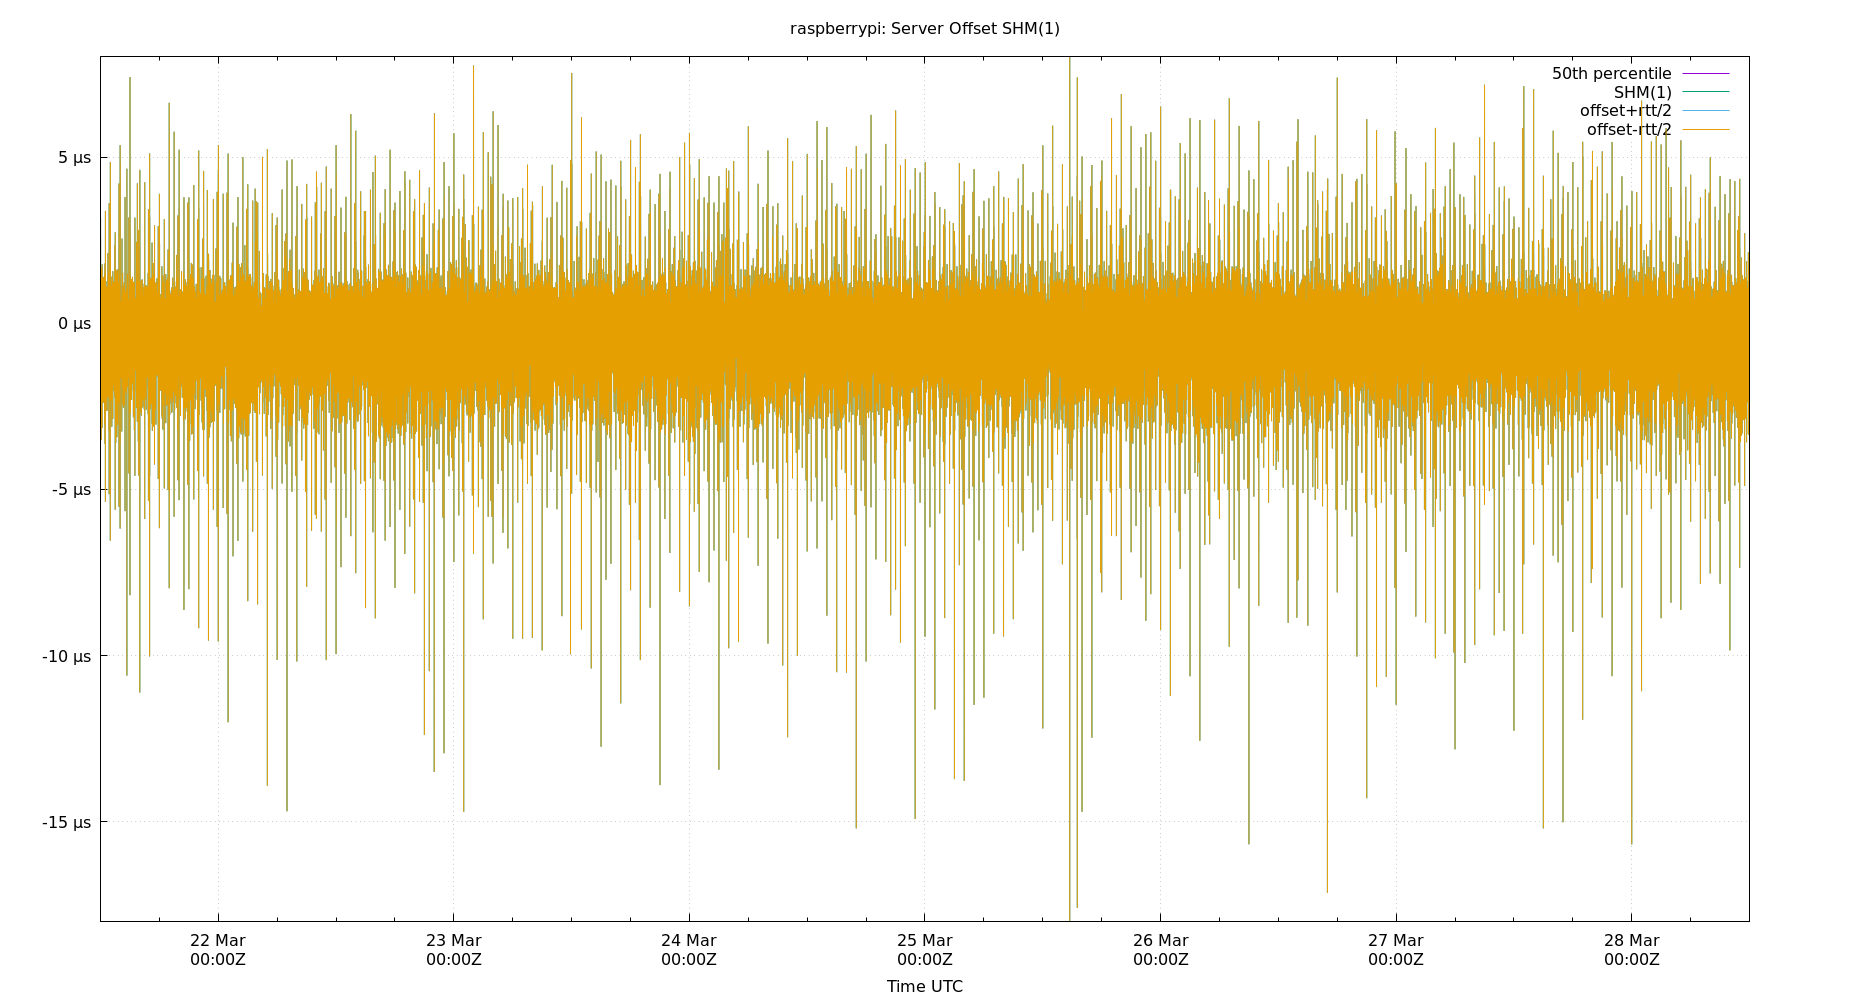 raspberrypi: Server Offset SHM(1)
50th percentile
SHM(1)
offset+rtt/2
offset-rtt/2
5 µs
0 µs
-5 µs
-10 µs
-15 µs
22 Mar
00:00Z
23 Mar
00:00Z
24 Mar
00:00Z
25 Mar
00:00Z
26 Mar
00:00Z
27 Mar
00:00Z
28 Mar
00:00Z
Time UTC